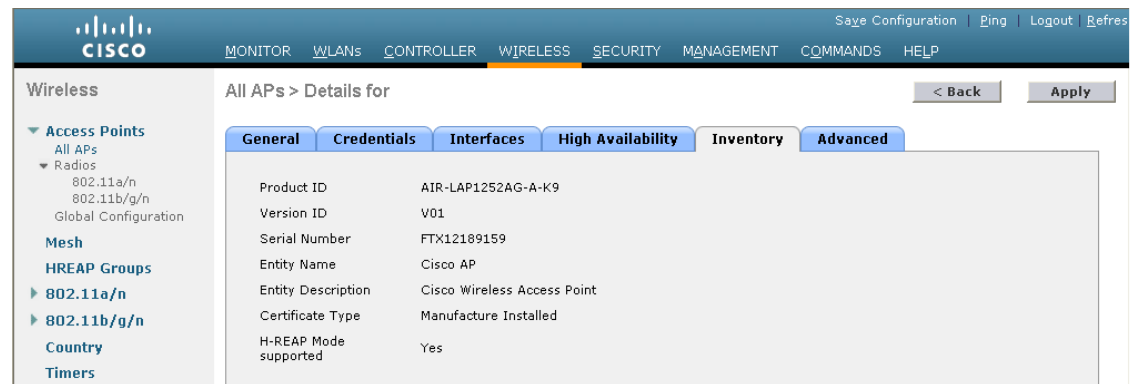 Save Configuration | Ping | Logout | Refres
CISCO
MONITOR WLANs CONTROLLER WIRELESS SECURITY MANAGEMENT COMMANDS HELP
Wireless
All APs > Details for
< Back Apply
Access Points
All APs
Radios
802.11a/n
802.11b/g/n
Global Configuration
Mesh
HREAP Groups
802.11a/n
802.11b/g/n
Country
Timers
General Credentials Interfaces High Availability Inventory Advanced
Product ID AIR-LAP1252AG-A-K9
Version ID V01
Serial Number FTX12189159
Entity Name Cisco AP
Entity Description Cisco Wireless Access Point
Certificate Type Manufacture Installed
H-REAP Mode
supported Yes